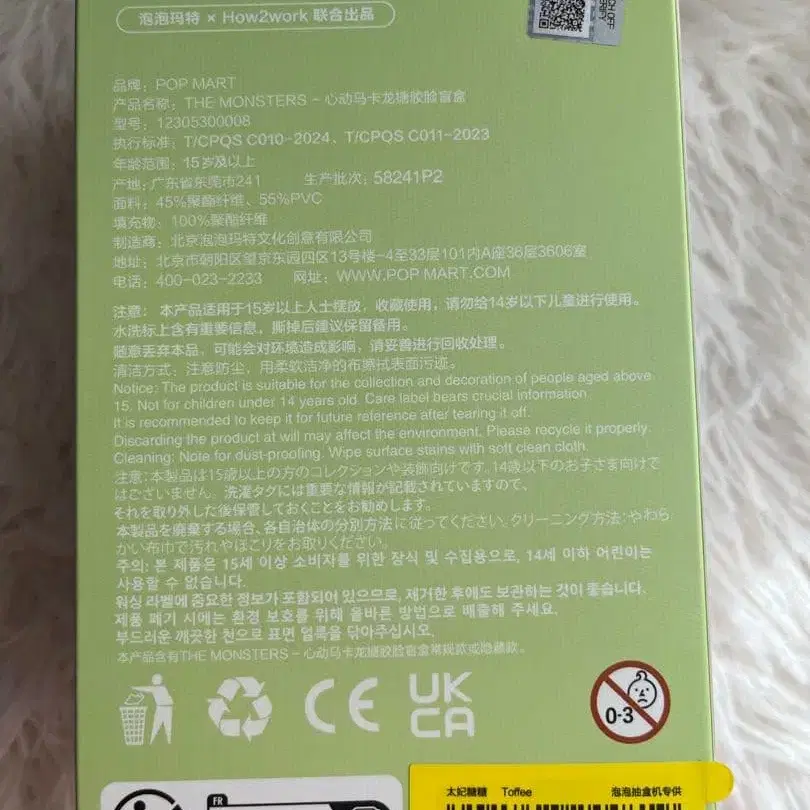 泡泡玛特 × How2work 联合出品
品牌: POP MART
产品名称: THE MONSTERS - 心动马卡龙搪胶脸盲盒
型号: 12305300008
执行标准: T/CPQS C010-2024、T/CPQS C011-2023
年龄范围: 15岁及以上
产地: 广东省东莞市241 生产批次: 58241P2
面料: 45%聚酯纤维、55%PVC
填充物: 100%聚酯纤维
制造商: 北京泡泡玛特文化创意有限公司
地址: 北京市朝阳区望京东园四区13号楼-4至33层101内A座36层3606室
电话: 400-023-2233 网址: WWW.POP MART.COM
注意: 本产品适用于15岁以上人士摆放，收藏使用，请勿给14岁以下儿童进行使用。
水洗标上含有重要信息，撕掉后建议保留备用。
随意丢弃本品，可能会对环境造成影响，请妥善进行回收处理。
清洁方式: 注意防尘，用柔软洁净的布擦拭表面污迹。
Notice: The product is suitable for the collection and decoration of people aged above
15. Not for children under 14 years old. Care label bears crucial information.
It is recommended to keep it for future reference after tearing it off.
Discarding the product at will may affect the environment. Please recycle it properly.
Cleaning: Note for dust-proofing. Wipe surface stains with soft clean cloth.
注意: 本製品は15歳以上の方のコレクションや装飾向けです。14歳以下のお子さま向けで
はございません。洗濯タグには重要な情報が記載されていますので、
それを取り外した後保管しておくことをお勧めします。
本製品を廃棄する場合、各自治体の分別方法に従ってください。クリーニング方法: やわら
かい布巾で汚れやほこりをお取りください。
주의: 본 제품은 15세 이상 소비자를 위한 장식 및 수집용으로, 14세 이하 어린이는
사용할 수 없습니다.
워싱 라벨에 중요한 정보가 포함되어 있으므로, 제거한 후에도 보관하는 것이 좋습니다.
제품 폐기 시에는 환경 보호를 위해 올바른 방법으로 배출해 주세요.
부드러운 깨끗한 천으로 표면 얼룩을 닦아주십시오.
本产品含有THE MONSTERS - 心动马卡龙搪胶脸盲盒常规款或隐藏款。
CE
UK
CA
0-3
FR
太妃糖糖 Toffee 泡泡抽盒机专供